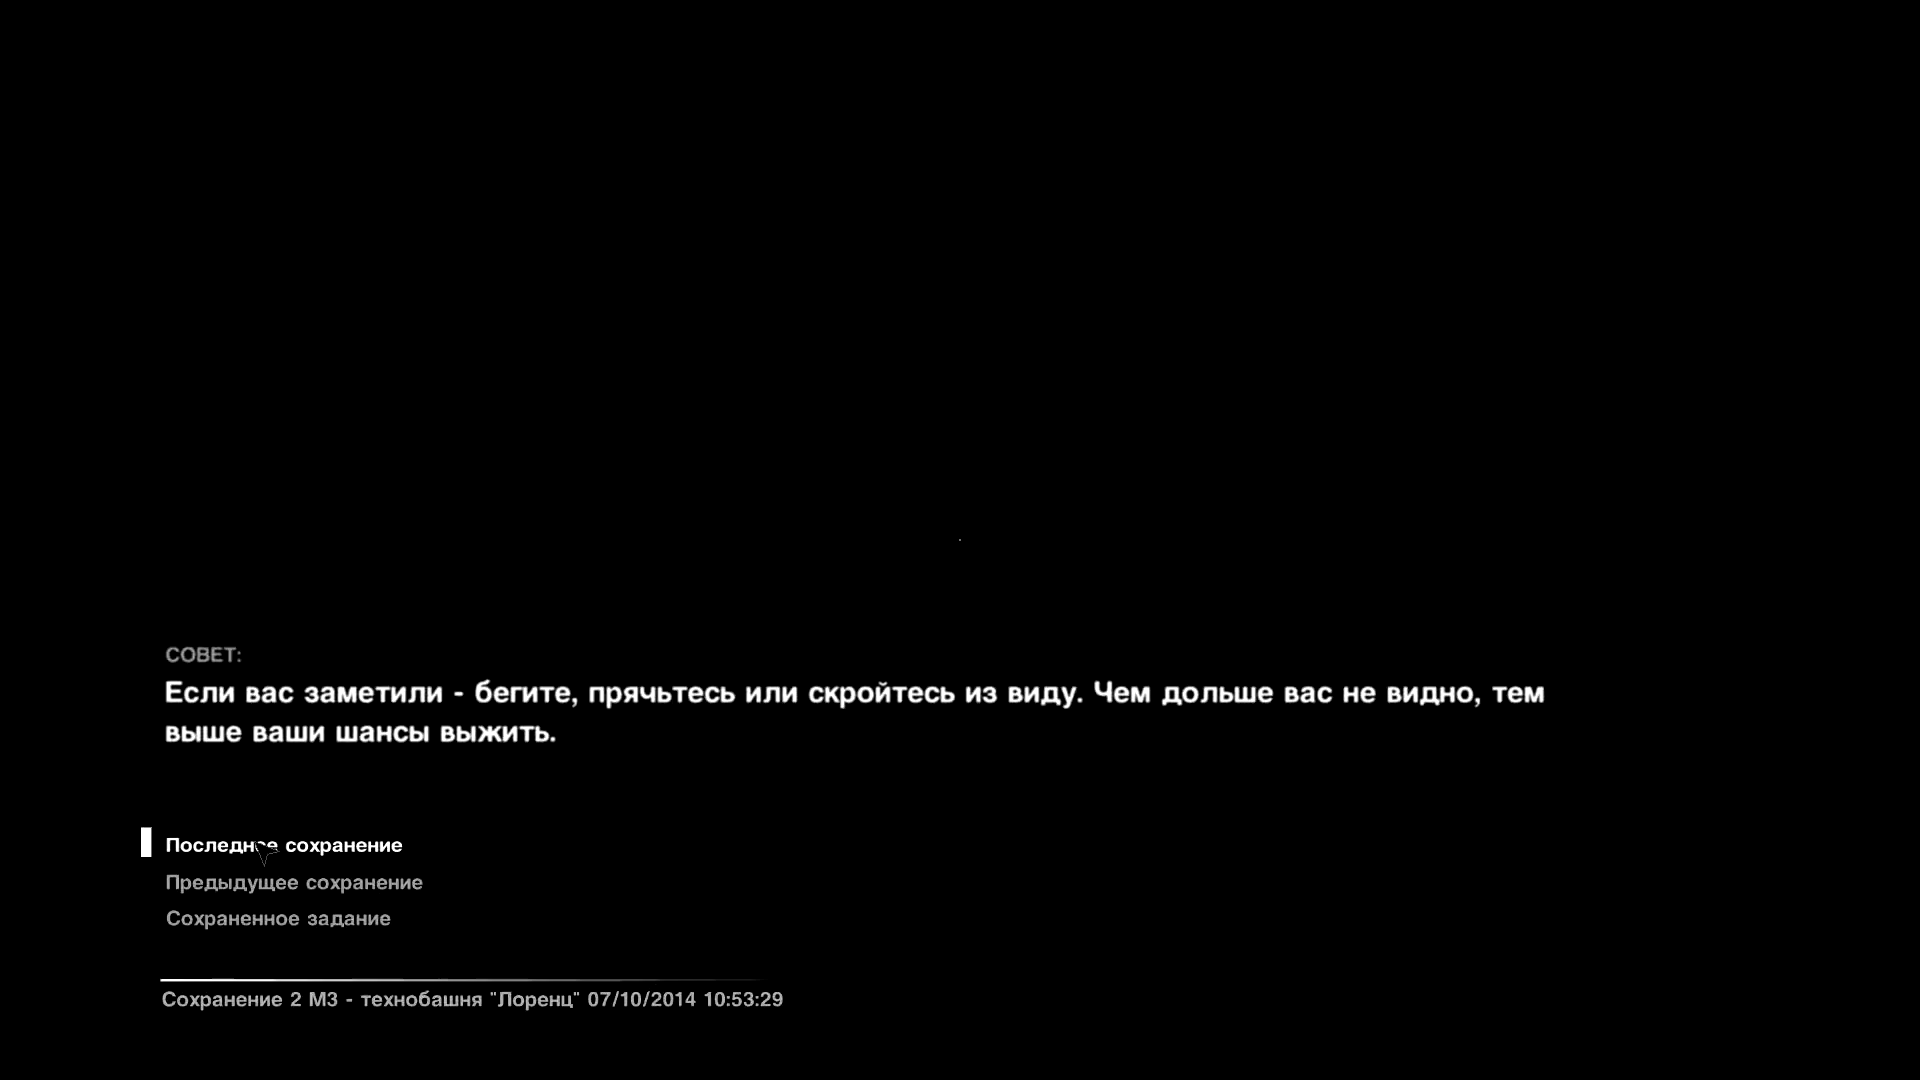 СОВЕТ:
Если вас заметили - бегите, прячьтесь или скройтесь из виду. Чем дольше вас не видно, тем
выше ваши шансы выжить.
Последнее сохранение
Предыдущее сохранение
Сохраненное задание
Сохранение 2 М3 - технобашня "Лоренц" 07/10/2014 10:53:29